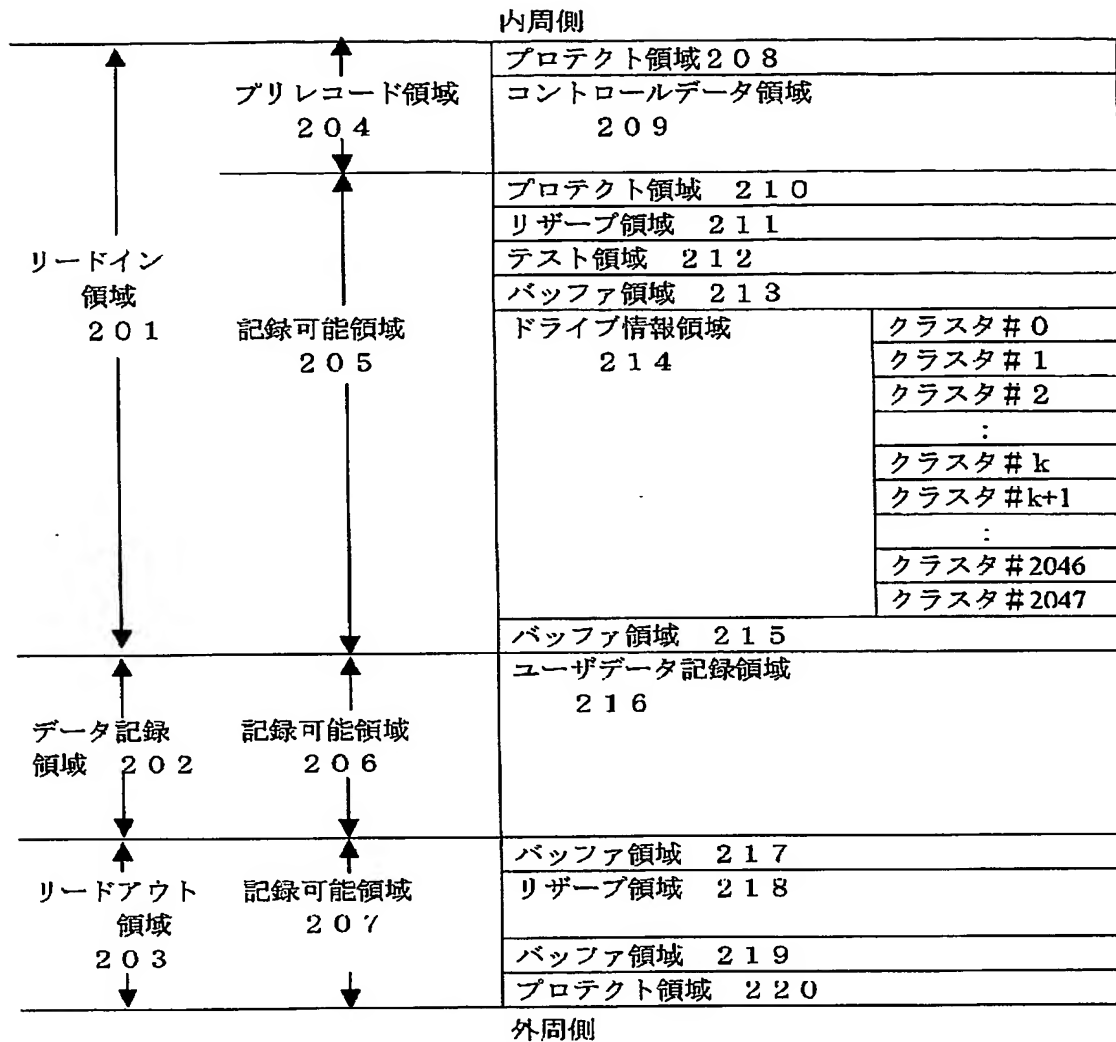 内周側
プロテクト領域208
プリレコード領域
204
コントロールデータ領域
209
プロテクト領域 210
リザーブ領域 211
テスト領域 212
バッファ領域 213
リードイン
領域
201
記録可能領域
205
ドライブ情報領域
214
クラスタ#0
クラスタ#1
クラスタ#2
:
クラスタ#k
クラスタ#k+1
:
クラスタ#2046
クラスタ#2047
バッファ領域 215
ユーザデータ記録領域
216
データ記録
領域 202
記録可能領域
206
バッファ領域 217
リードアウト
領域
203
記録可能領域
207
リザーブ領域 218
バッファ領域 219
プロテクト領域 220
外周側